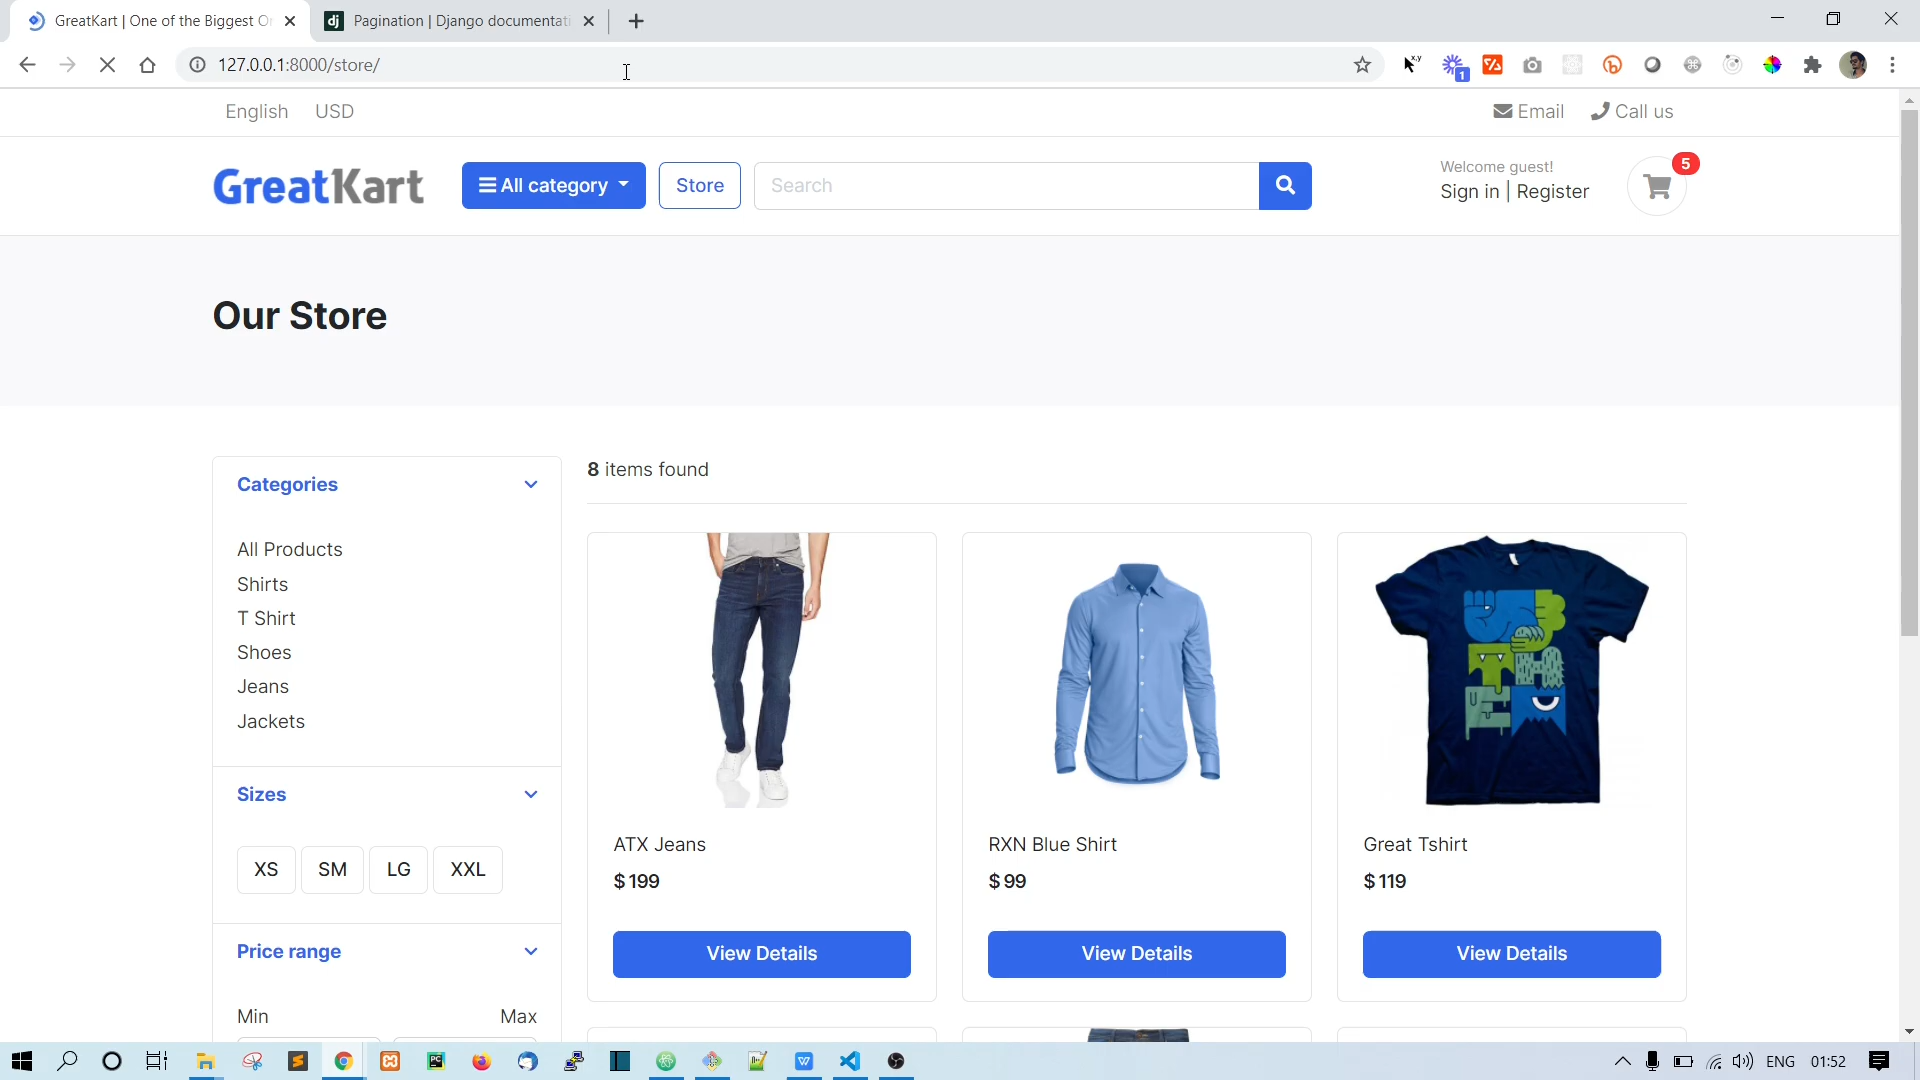 GreatKart | One of the Biggest O
Pagination | Django documentati
127.0.0.1:8000/store/
1
English USD
Email Call us
GreatKart
All category
Store
Search
Welcome guest!
Sign in | Register
5
Our Store
Categories
All Products
Shirts
T Shirt
Shoes
Jeans
Jackets
Sizes
XS SM LG XXL
Price range
Min Max
8 items found
ATX Jeans
$ 199
View Details
RXN Blue Shirt
$ 99
View Details
Great Tshirt
$ 119
View Details
ENG 01:52